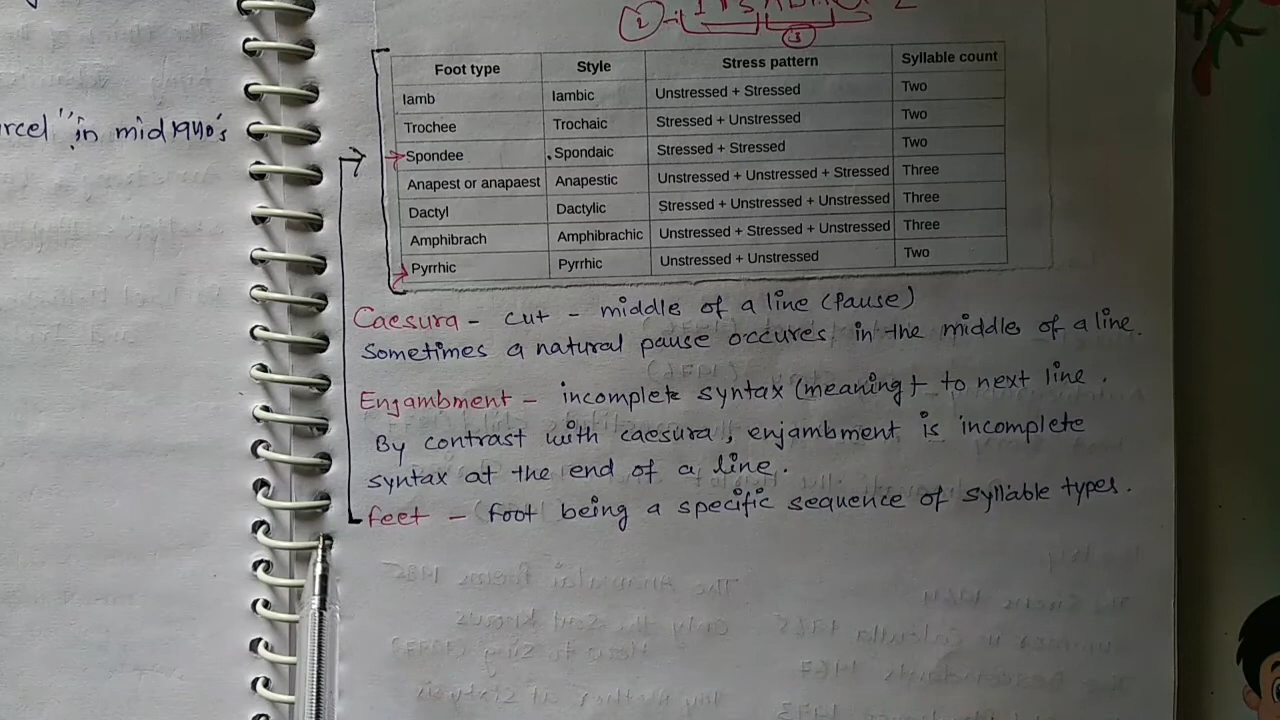 in mid 1940's
Foot type Style Stress pattern Syllable count
Iamb Iambic Unstressed + Stressed Two
Trochee Trochaic Stressed + Unstressed Two
Spondee Spondaic Stressed + Stressed Two
Anapest or anapaest Anapestic Unstressed + Unstressed + Stressed Three
Dactyl Dactylic Stressed + Unstressed + Unstressed Three
Amphibrach Amphibrachic Unstressed + Stressed + Unstressed Three
Pyrrhic Pyrrhic Unstressed + Unstressed Two
Caesura - cut - middle of a line (Pause)
Sometimes a natural pause occures in the middle of a line.
Enjambment - incomplete syntax (meaning) to next line.
By contrast with caesura, enjambment is incomplete
syntax at the end of a line.
feet - foot being a specific sequence of syllable types.